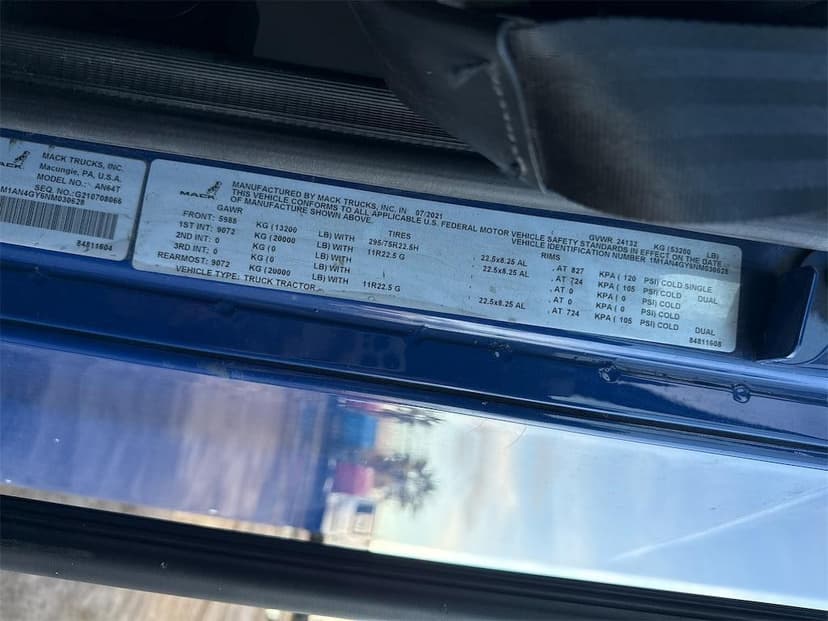 MACK TRUCKS, INC.
Macungie, PA, U.S.A.
MODEL NO.: AN64T
SEQ. NO.:G210708066
M1AN4GY6NM030628
84811604
MACK
MANUFACTURED BY MACK TRUCKS, INC. IN 07/2021
THIS VEHICLE CONFORMS TO ALL APPLICABLE U.S. FEDERAL MOTOR VEHICLE SAFETY STANDARDS IN EFFECT ON THE DATE
OF MANUFACTURE SHOWN ABOVE.
GVWR 24132 KG (53200 LB)
VEHICLE IDENTIFICATION NUMBER
GAWR TIRES RIMS
FRONT: 5988 KG (13200 LB) WITH 295/75R22.5H 22.5x8.25 AL , AT 827 KPA ( 120 PSI) COLD SINGLE
1ST INT: 9072 KG (20000 LB) WITH 11R22.5 G 22.5x8.25 AL , AT 724 KPA ( 105 PSI) COLD DUAL
2ND INT: 0 KG (0 LB) WITH , AT 0 KPA ( 0 PSI) COLD
3RD INT: 0 KG (0 LB) WITH , AT 0
REARMOST: 9072 KG (20000 LB) WITH 11R22.5 G 22.5x8.25 AL , AT 724 KPA ( 105 PSI) COLD DUAL
VEHICLE TYPE: TRUCK TRACTOR
84811605